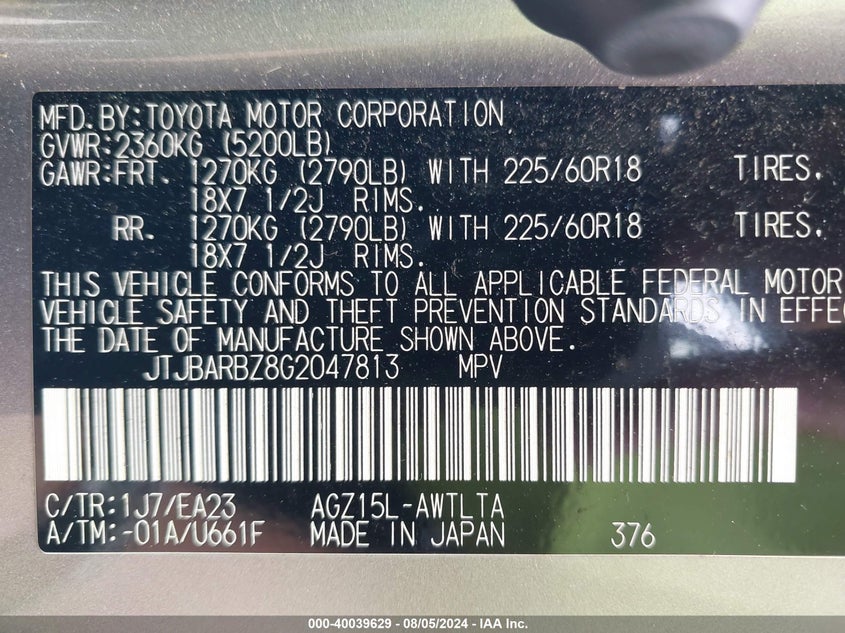 MFD.BY:TOYOTA MOTOR CORPORATION
GVWR:2360KG (5200LB)
GAWR:FRT. 1270KG (2790LB) WITH 225/60R18 TIRES,
18X7 1/2J RIMS.
RR. 1270KG (2790LB) WITH 225/60R18 TIRES,
18X7 1/2J RIMS.
THIS VEHICLE CONFORMS TO ALL APPLICABLE FEDERAL MOTOR
VEHICLE SAFETY AND THEFT PREVENTION STANDARDS IN EFFE
THE DATE OF MANUFACTURE SHOWN ABOVE.
JTJBARBZ8G2047813 MPV
C/TR:1J7/EA23 AGZ15L-AWTLTA
A/TM:-01A/U661F MADE IN JAPAN 376
000-40039629 - 08/05/2024 - IAA Inc.